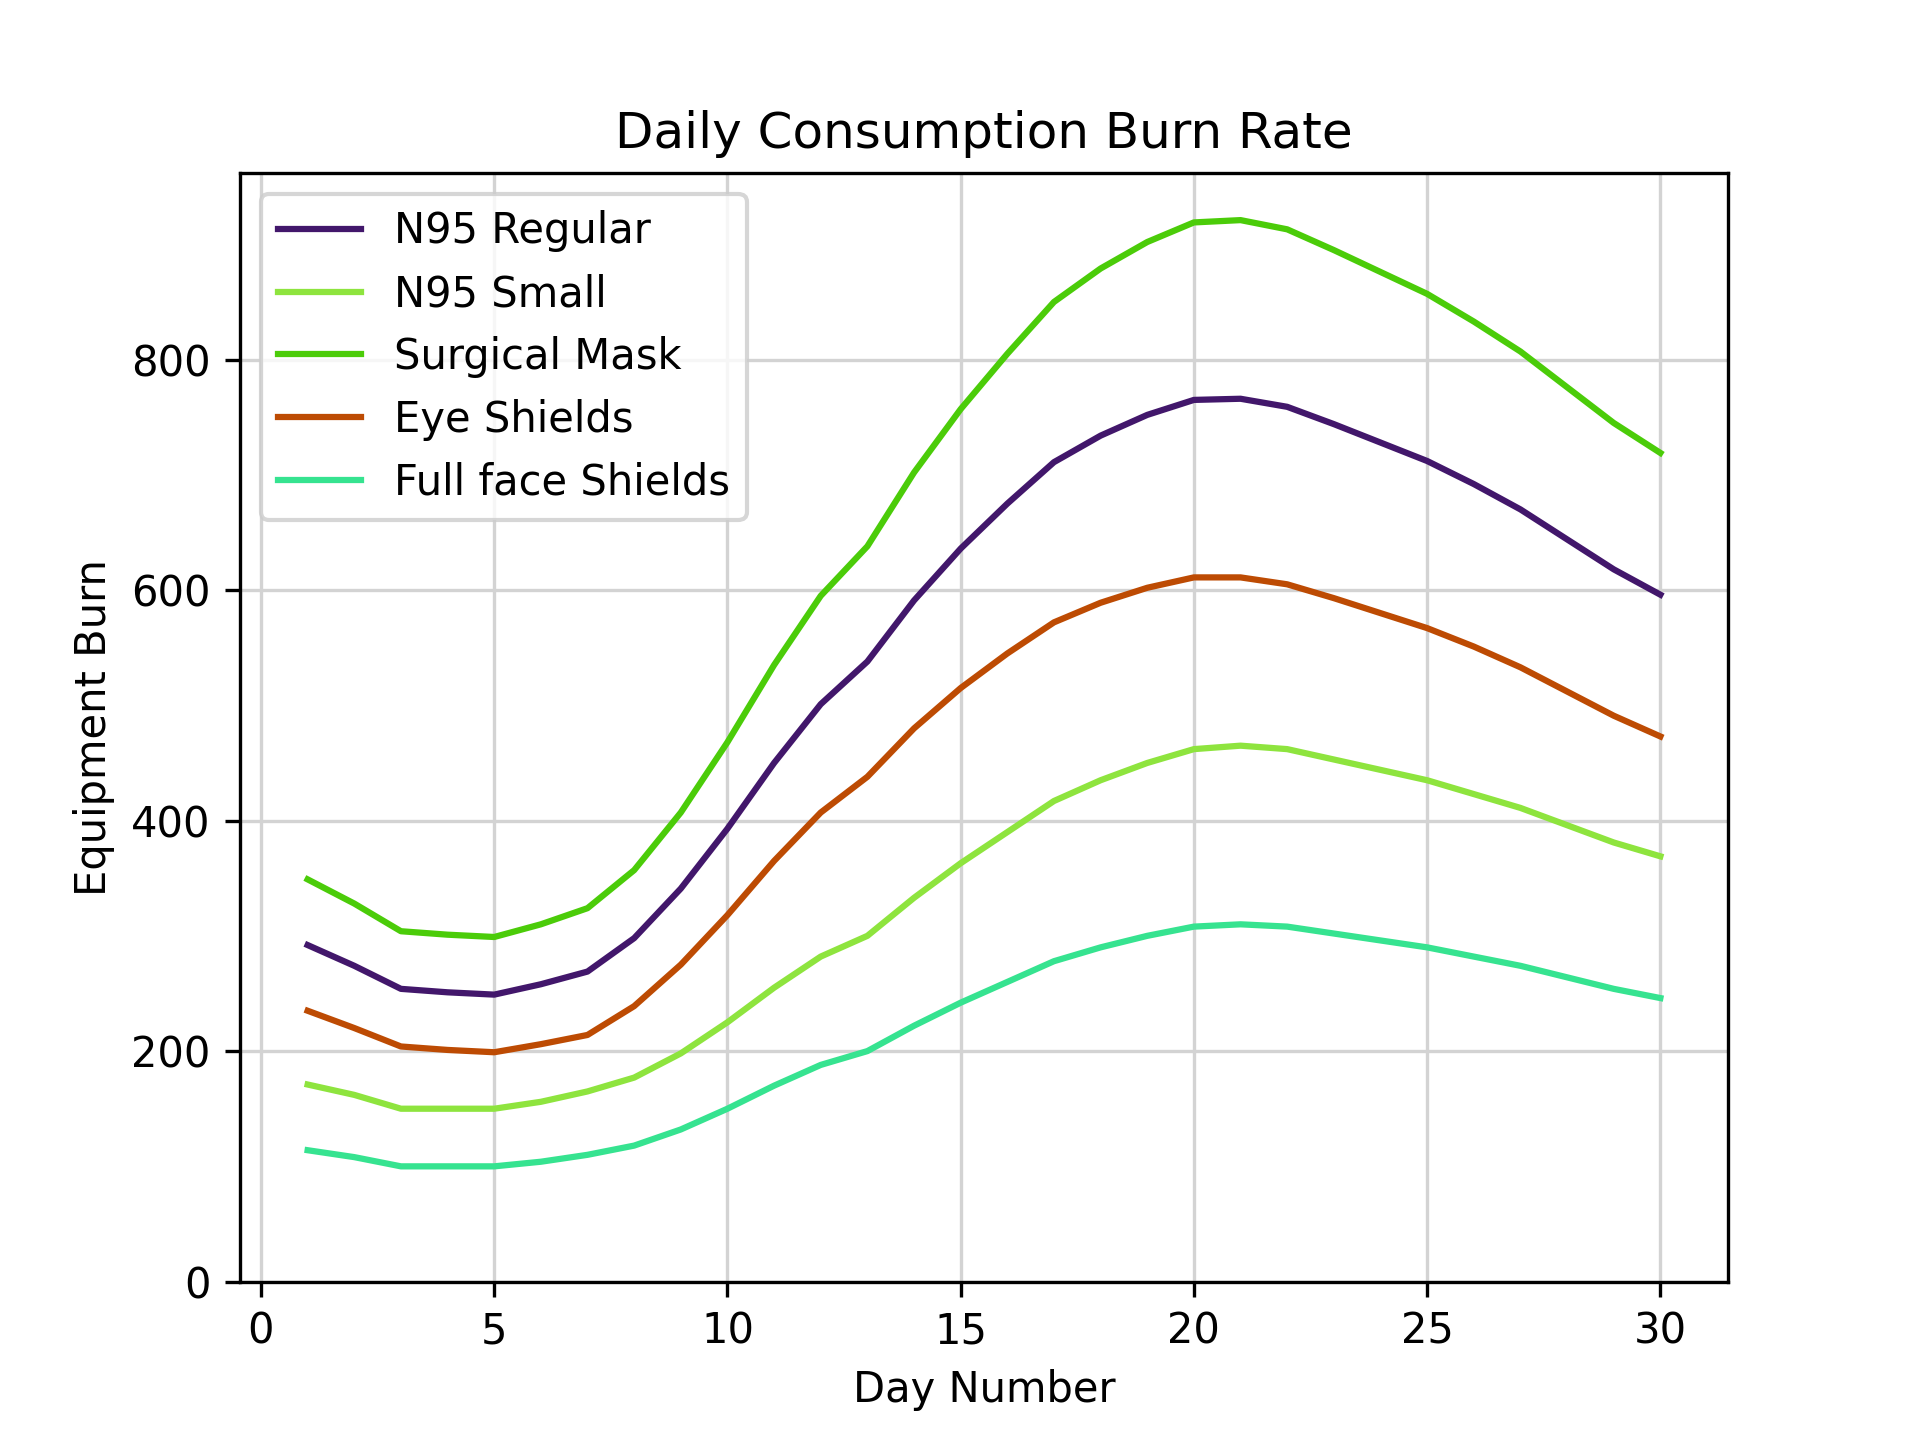 Daily Consumption Burn Rate
N95 Regular
N95 Small
Surgical Mask
Eye Shields
Full face Shields
Equipment Burn
800
600
400
200
0
0 5 10 15 20 25 30
Day Number